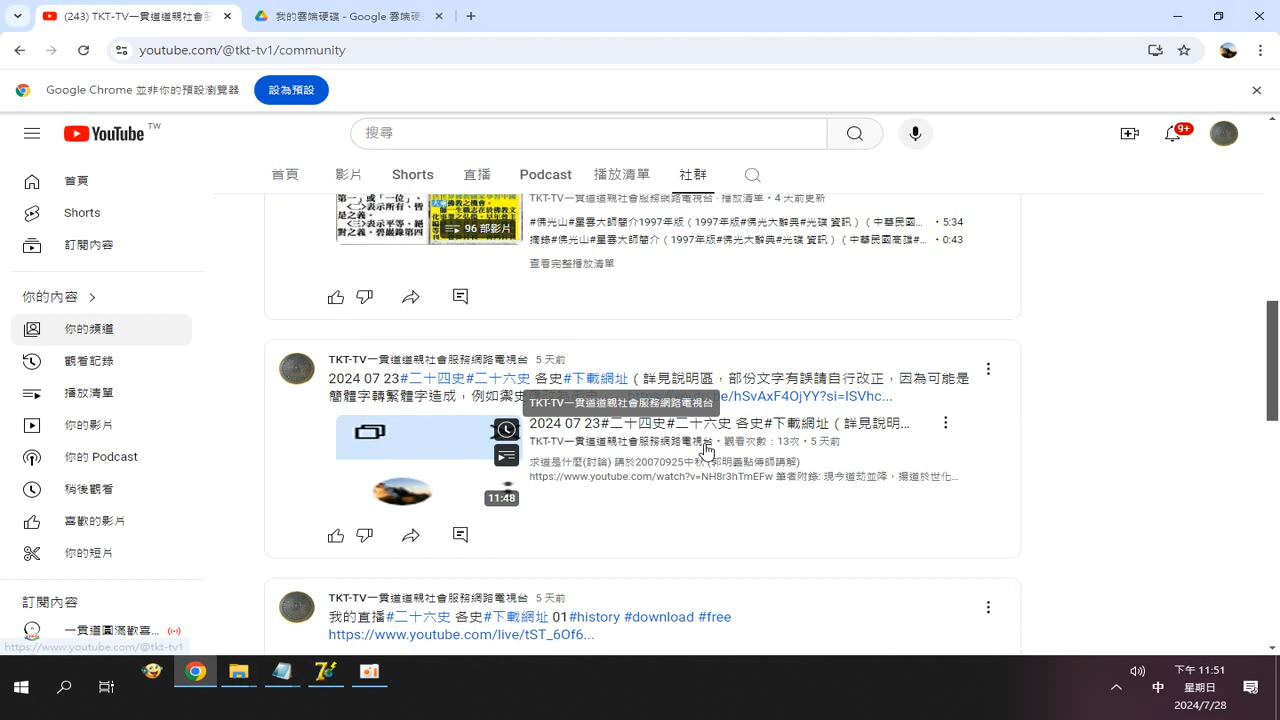 (243) TKT-TV一貫道道親社會服
我的雲端硬碟 - Google 雲端硬
youtube.com/@tkt-tv1/community
Google Chrome 並非你的預設瀏覽器
設為預設
YouTube TW
搜尋
9+
首頁
影片
Shorts
直播
Podcast
播放清單
社群
首頁
Shorts
訂閱內容
你的內容
你的頻道
觀看記錄
播放清單
你的影片
你的 Podcast
稍後觀看
喜歡的影片
你的短片
訂閱內容
一貫道圓滿歡喜...
96 部影片
TKT-TV一貫道道親社會服務網路電視台 · 播放清單 · 4 天前更新
#佛光山#星雲大師簡介1997年版（1997年版#佛光大辭典#光碟 資訊）（中華民國... • 5:34
摘錄#佛光山#星雲大師簡介（1997年版#佛光大辭典#光碟 資訊）（中華民國高雄#... • 0:43
查看完整播放清單
TKT-TV一貫道道親社會服務網路電視台 5 天前
2024 07 23#二十四史#二十六史 各史#下載網址（詳見說明區，部份文字有誤請自行改正，因為可能是
TKT-TV一貫道道親社會服務網路電視台
2024 07 23#二十四史#二十六史 各史#下載網址（詳見說明...
TKT-TV一貫道道親社會服務網路電視台 • 觀看次數：13次 • 5 天前
求道是什麼(討論) 講於20070925中秋 (郭明義點傳師講解)
https://www.youtube.com/watch?v=NH8r3hTmEFw 筆者附錄: 現今道劫並降，獨道於世化...
11:48
TKT-TV一貫道道親社會服務網路電視台 5 天前
我的直播#二十六史 各史#下載網址 01#history #download #free
https://www.youtube.com/live/tST_6Of6...
https://www.youtube.com/@tkt-tv1
中
下午 11:51
星期日
2024/7/28